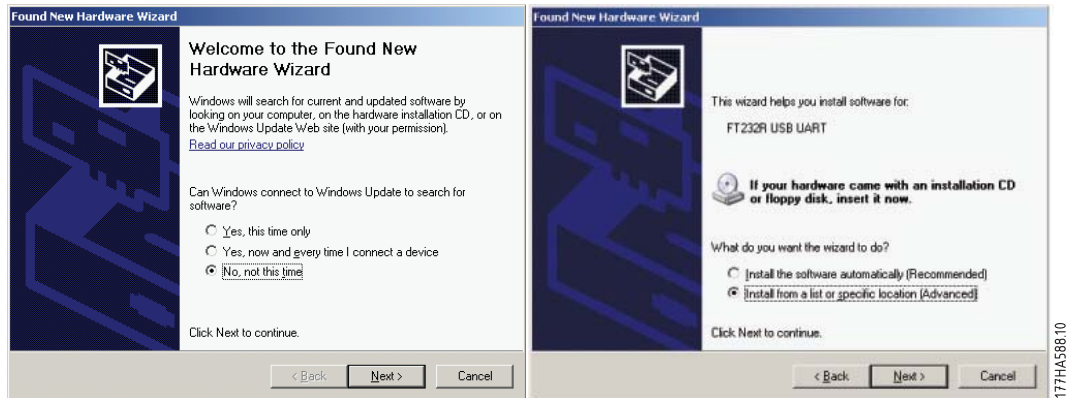 Found New Hardware Wizard
Welcome to the Found New
Hardware Wizard
Windows will search for current and updated software by
looking on your computer, on the hardware installation CD, or on
the Windows Update Web site (with your permission).
Read our privacy policy
Can Windows connect to Windows Update to search for
software?
Yes, this time only
Yes, now and every time I connect a device
No, not this time
Click Next to continue.
< Back
Next >
Cancel
Found New Hardware Wizard
This wizard helps you install software for:
FT232R USB UART
If your hardware came with an installation CD
or floppy disk, insert it now.
What do you want the wizard to do?
Install the software automatically (Recommended)
Install from a list or specific location (Advanced)
Click Next to continue.
< Back
Next >
Cancel
177HA588.10